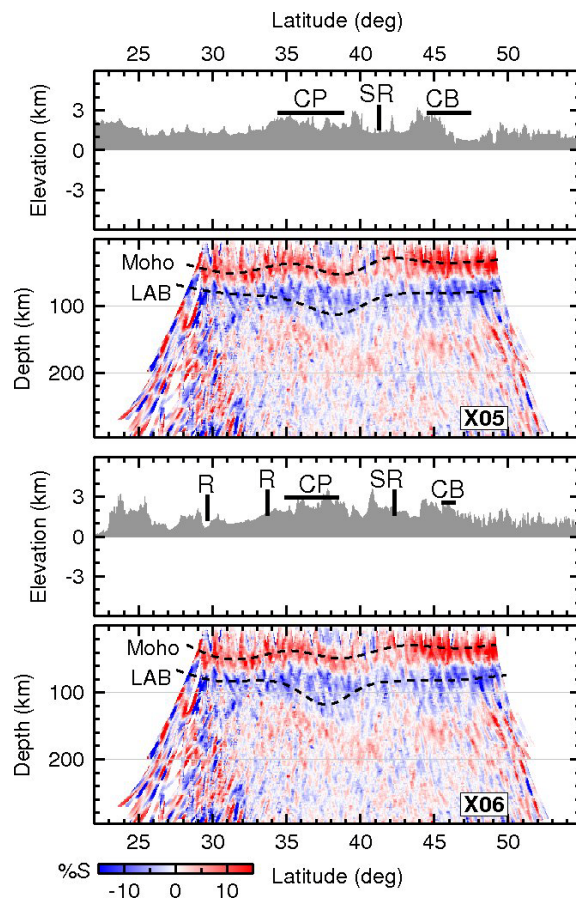 Latitude (deg)
25 30 35 40 45 50
CP SR CB
Elevation (km)
3
0
-3
Moho
LAB
Depth (km)
100
200
X05
R R CP SR CB
Elevation (km)
3
0
-3
Moho
LAB
Depth (km)
100
200
X06
25 30 35 40 45 50
%S
-10 0 10
Latitude (deg)